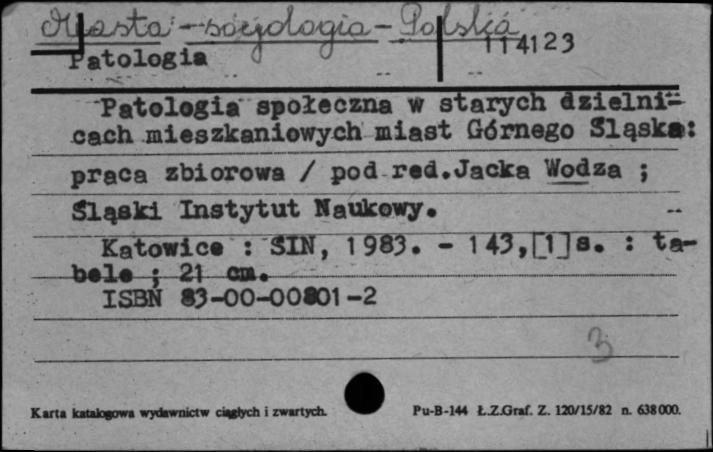 Miasta - socjologia - Polska
114123
Patologia
Patologia społeczna w starych dzielni-
cach mieszkaniowych miast Górnego Śląska:
praca zbiorowa / pod red.Jacka Wodza ;
Śląski Instytut Naukowy.
Katowice : ŚIN, 1983. - 143,[1]s. : ta-
bele ; 21 cm.
ISBN 83-00-00801-2
3
Karta katalogowa wydawnictw ciągłych i zwartych.
Pu-B-144 Ł.Z.Graf. Z. 120/15/82 n. 638000.